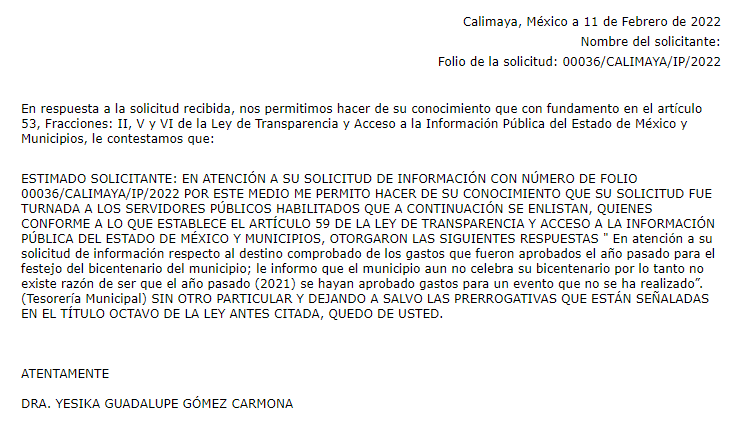 Calimaya, México a 11 de Febrero de 2022
Nombre del solicitante:
Folio de la solicitud: 00036/CALIMAYA/IP/2022
En respuesta a la solicitud recibida, nos permitimos hacer de su conocimiento que con fundamento en el artículo
53, Fracciones: II, V y VI de la Ley de Transparencia y Acceso a la Información Pública del Estado de México y
Municipios, le contestamos que:
ESTIMADO SOLICITANTE: EN ATENCIÓN A SU SOLICITUD DE INFORMACIÓN CON NÚMERO DE FOLIO
00036/CALIMAYA/IP/2022 POR ESTE MEDIO ME PERMITO HACER DE SU CONOCIMIENTO QUE SU SOLICITUD FUE
TURNADA A LOS SERVIDORES PÚBLICOS HABILITADOS QUE A CONTINUACIÓN SE ENLISTAN, QUIENES
CONFORME A LO QUE ESTABLECE EL ARTÍCULO 59 DE LA LEY DE TRANSPARENCIA Y ACCESO A LA INFORMACIÓN
PÚBLICA DEL ESTADO DE MÉXICO Y MUNICIPIOS, OTORGARON LAS SIGUIENTES RESPUESTAS " En atención a su
solicitud de información respecto al destino comprobado de los gastos que fueron aprobados el año pasado para el
festejo del bicentenario del municipio; le informo que el municipio aun no celebra su bicentenario por lo tanto no
existe razón de ser que el año pasado (2021) se hayan aprobado gastos para un evento que no se ha realizado”.
(Tesorería Municipal) SIN OTRO PARTICULAR Y DEJANDO A SALVO LAS PRERROGATIVAS QUE ESTÁN SEÑALADAS
EN EL TÍTULO OCTAVO DE LA LEY ANTES CITADA, QUEDO DE USTED.
ATENTAMENTE
DRA. YESIKA GUADALUPE GÓMEZ CARMONA